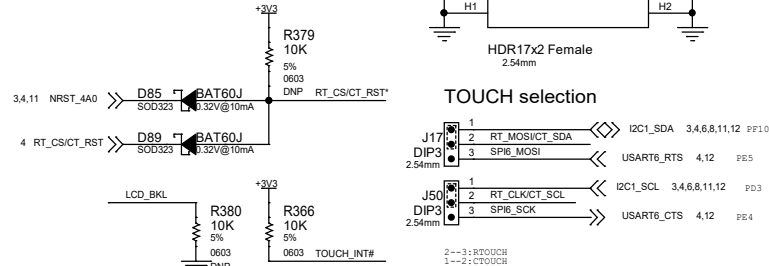 +3V3
R379
10K
5%
0603
DNP
RT_CS/CT_RST*
3,4,11 NRST_4A0
D85
SOD323
BAT60J
0.32V@10mA
4 RT_CS/CT_RST
D89
SOD323
BAT60J
0.32V@10mA
LCD_BKL
R380
10K
5%
0603
DNP
+3V3
R366
10K
5%
0603
TOUCH_INT#
H1
H2
HDR17x2 Female
2.54mm
TOUCH selection
J17
DIP3
2.54mm
1
2 RT_MOSI/CT_SDA
3 SPI6_MOSI
I2C1_SDA 3,4,6,8,11,12 PF10
USART6_RTS 4,12 PE5
J50
DIP3
2.54mm
1
2 RT_CLK/CT_SCL
3 SPI6_SCK
I2C1_SCL 3,4,6,8,11,12 PD3
USART6_CTS 4,12 PE4
2--3:RTOUCH
1--2:CTOUCH